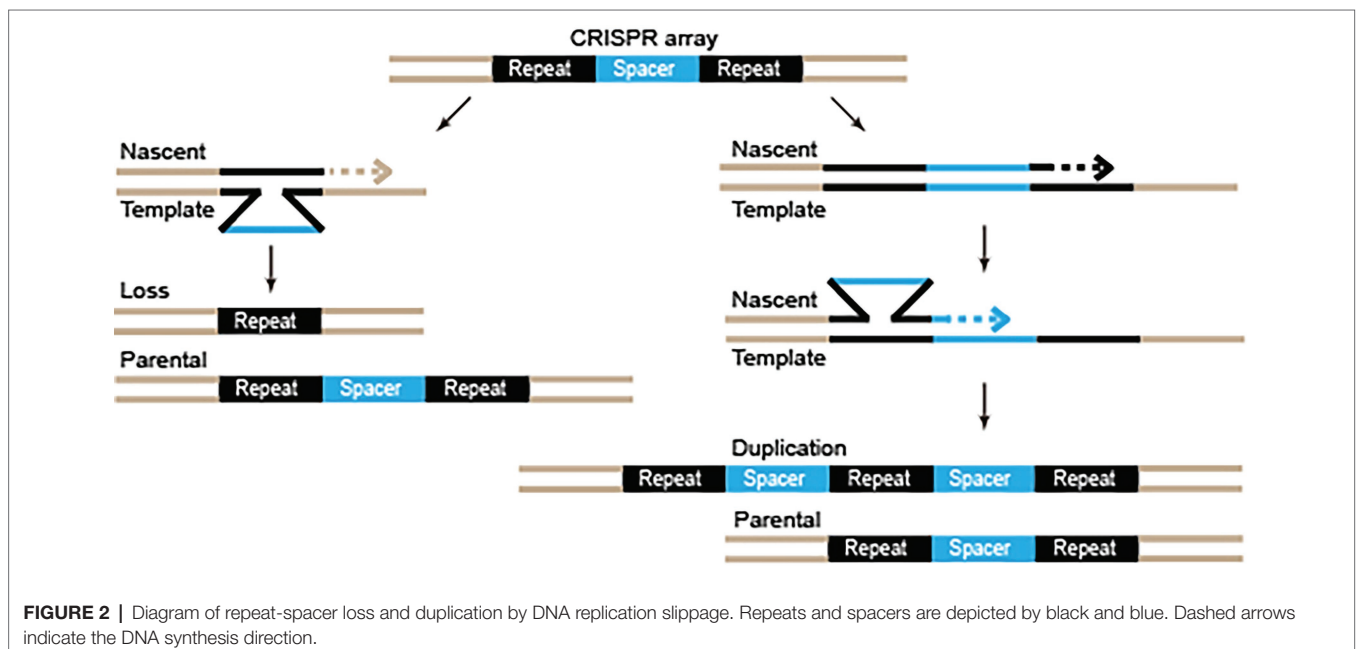 CRISPR array
Repeat Spacer Repeat
Nascent
Template
Loss
Repeat
Parental
Repeat Spacer Repeat
Nascent
Template
Nascent
Template
Duplication
Repeat Spacer Repeat Spacer Repeat
Parental
Repeat Spacer Repeat
FIGURE 2 | Diagram of repeat-spacer loss and duplication by DNA replication slippage. Repeats and spacers are depicted by black and blue. Dashed arrows
indicate the DNA synthesis direction.